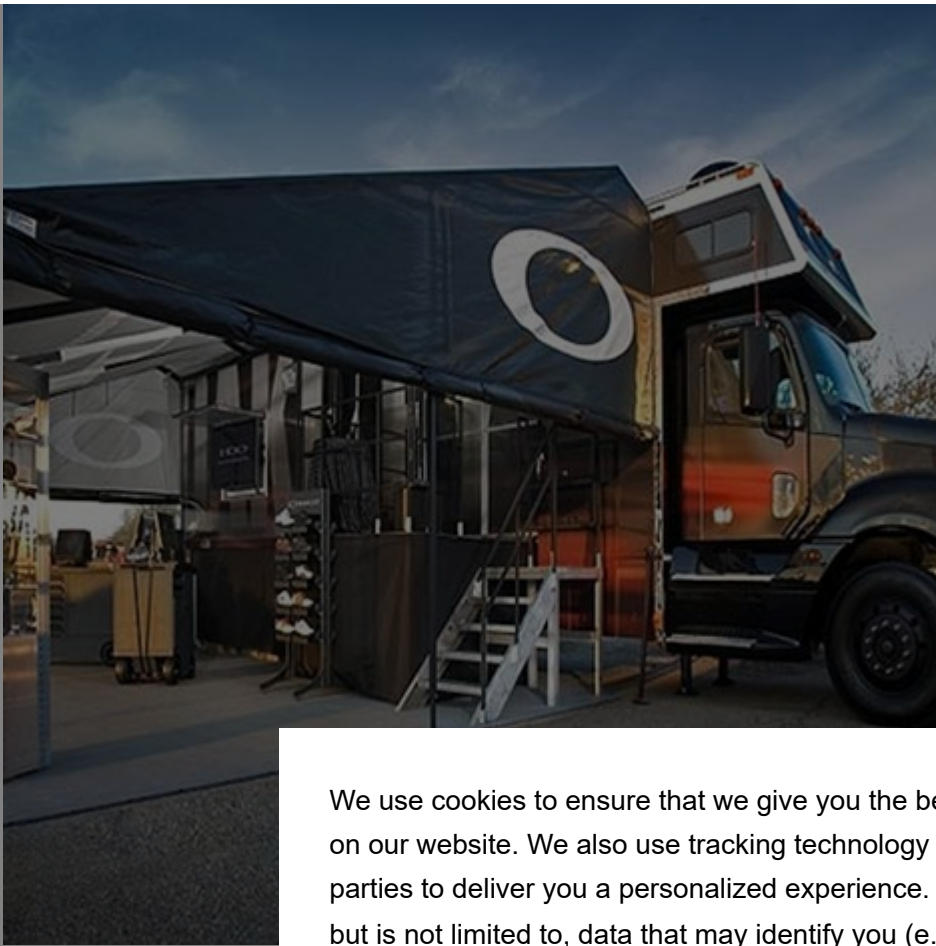 We use cookies to ensure that we give you the be
on our website. We also use tracking technology
parties to deliver you a personalized experience.
but is not limited to, data that may identify you (e.